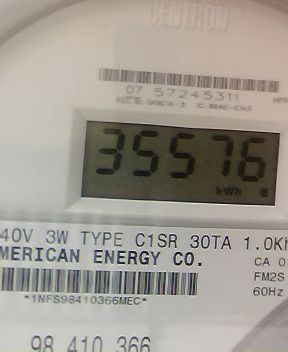 CENTRON
07 57245311
35576
kWh
40V 3W TYPE C1SR 30TA 1.0Kh
MERICAN ENERGY CO.
CA 0
FM2S
60Hz
*1NFS98410366MEC*
98 410 366